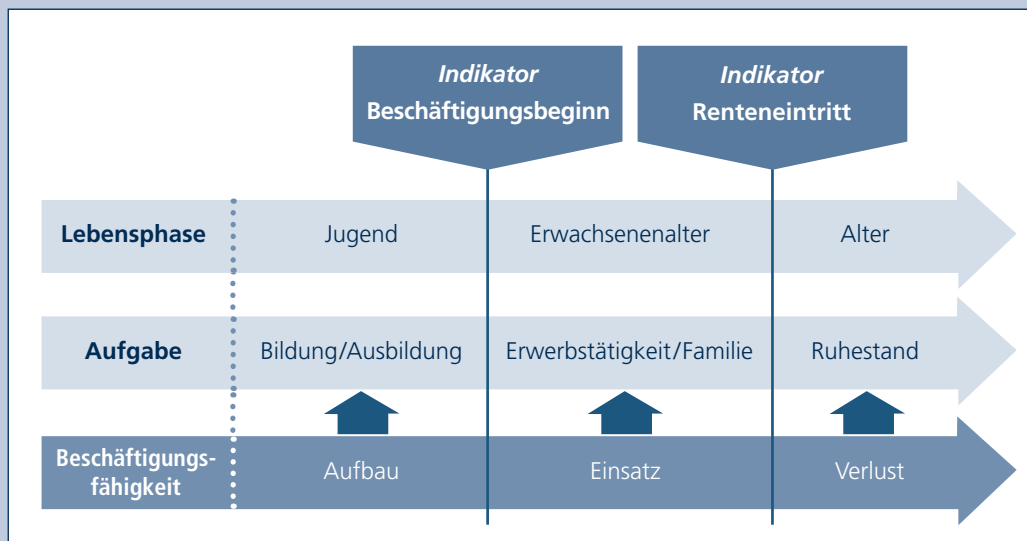 Indikator
Beschäftigungsbeginn
Indikator
Renteneintritt
Lebensphase Jugend Erwachsenenalter Alter
Aufgabe Bildung/Ausbildung Erwerbstätigkeit/Familie Ruhestand
Beschäftigungs-
fähigkeit
Aufbau Einsatz Verlust